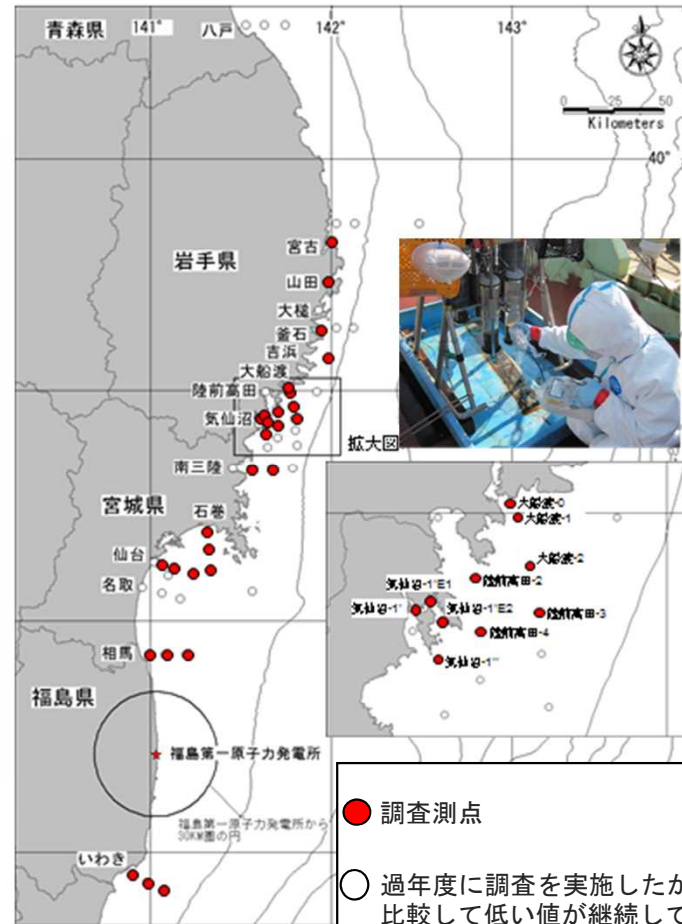 青森県
141°
八戸
142°
143°
0 25 50
Kilometers
40°
岩手県
宮古
山田
大槌
釜石
吉浜
大船渡
陸前高田
気仙沼
拡大図
南三陸
宮城県
石巻
仙台
名取
相馬
福島県
福島第一原子力発電所
福島第一原子力発電所から
30KM圏の円
いわき
大船渡-0
大船渡-1
大船渡-2
気仙沼-1'E1
陸前高田-2
気仙沼-1'
気仙沼-1'E2
陸前高田-3
陸前高田-4
気仙沼-1''
調査測点
過年度に調査を実施したが
比較して低い値が継続して